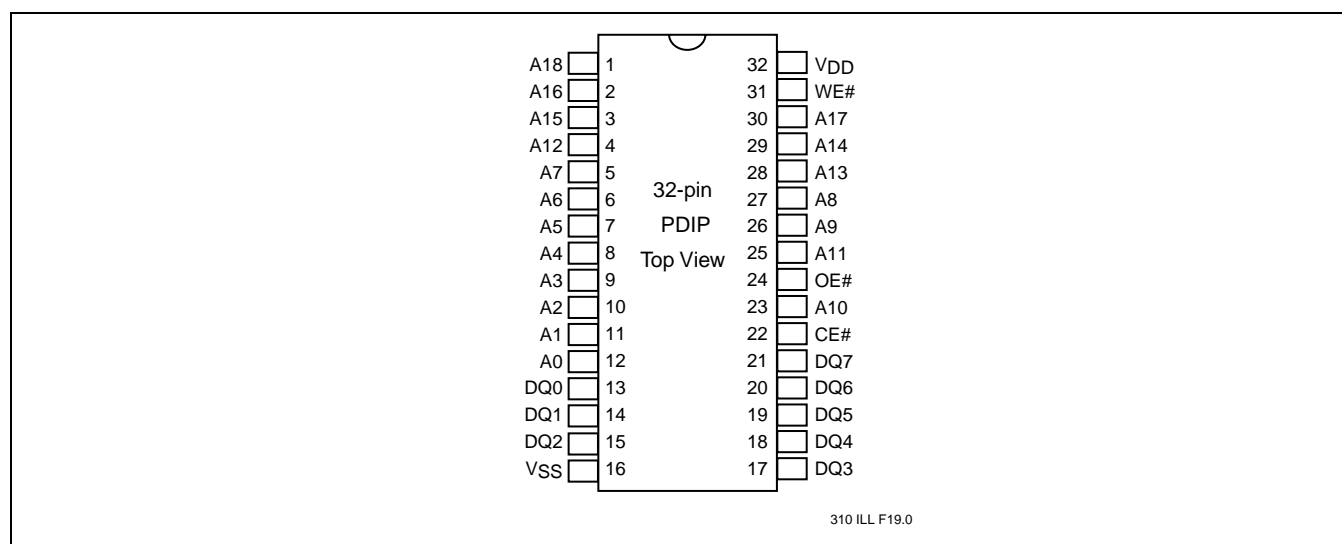 A18 1 32 VDD
A16 2 31 WE#
A15 3 30 A17
A12 4 29 A14
A7 5 28 A13
A6 6 27 A8
A5 7 26 A9
A4 8 25 A11
A3 9 24 OE#
A2 10 23 A10
A1 11 22 CE#
A0 12 21 DQ7
DQ0 13 20 DQ6
DQ1 14 19 DQ5
DQ2 15 18 DQ4
VSS 16 17 DQ3
32-pin
PDIP
Top View
310 ILL F19.0